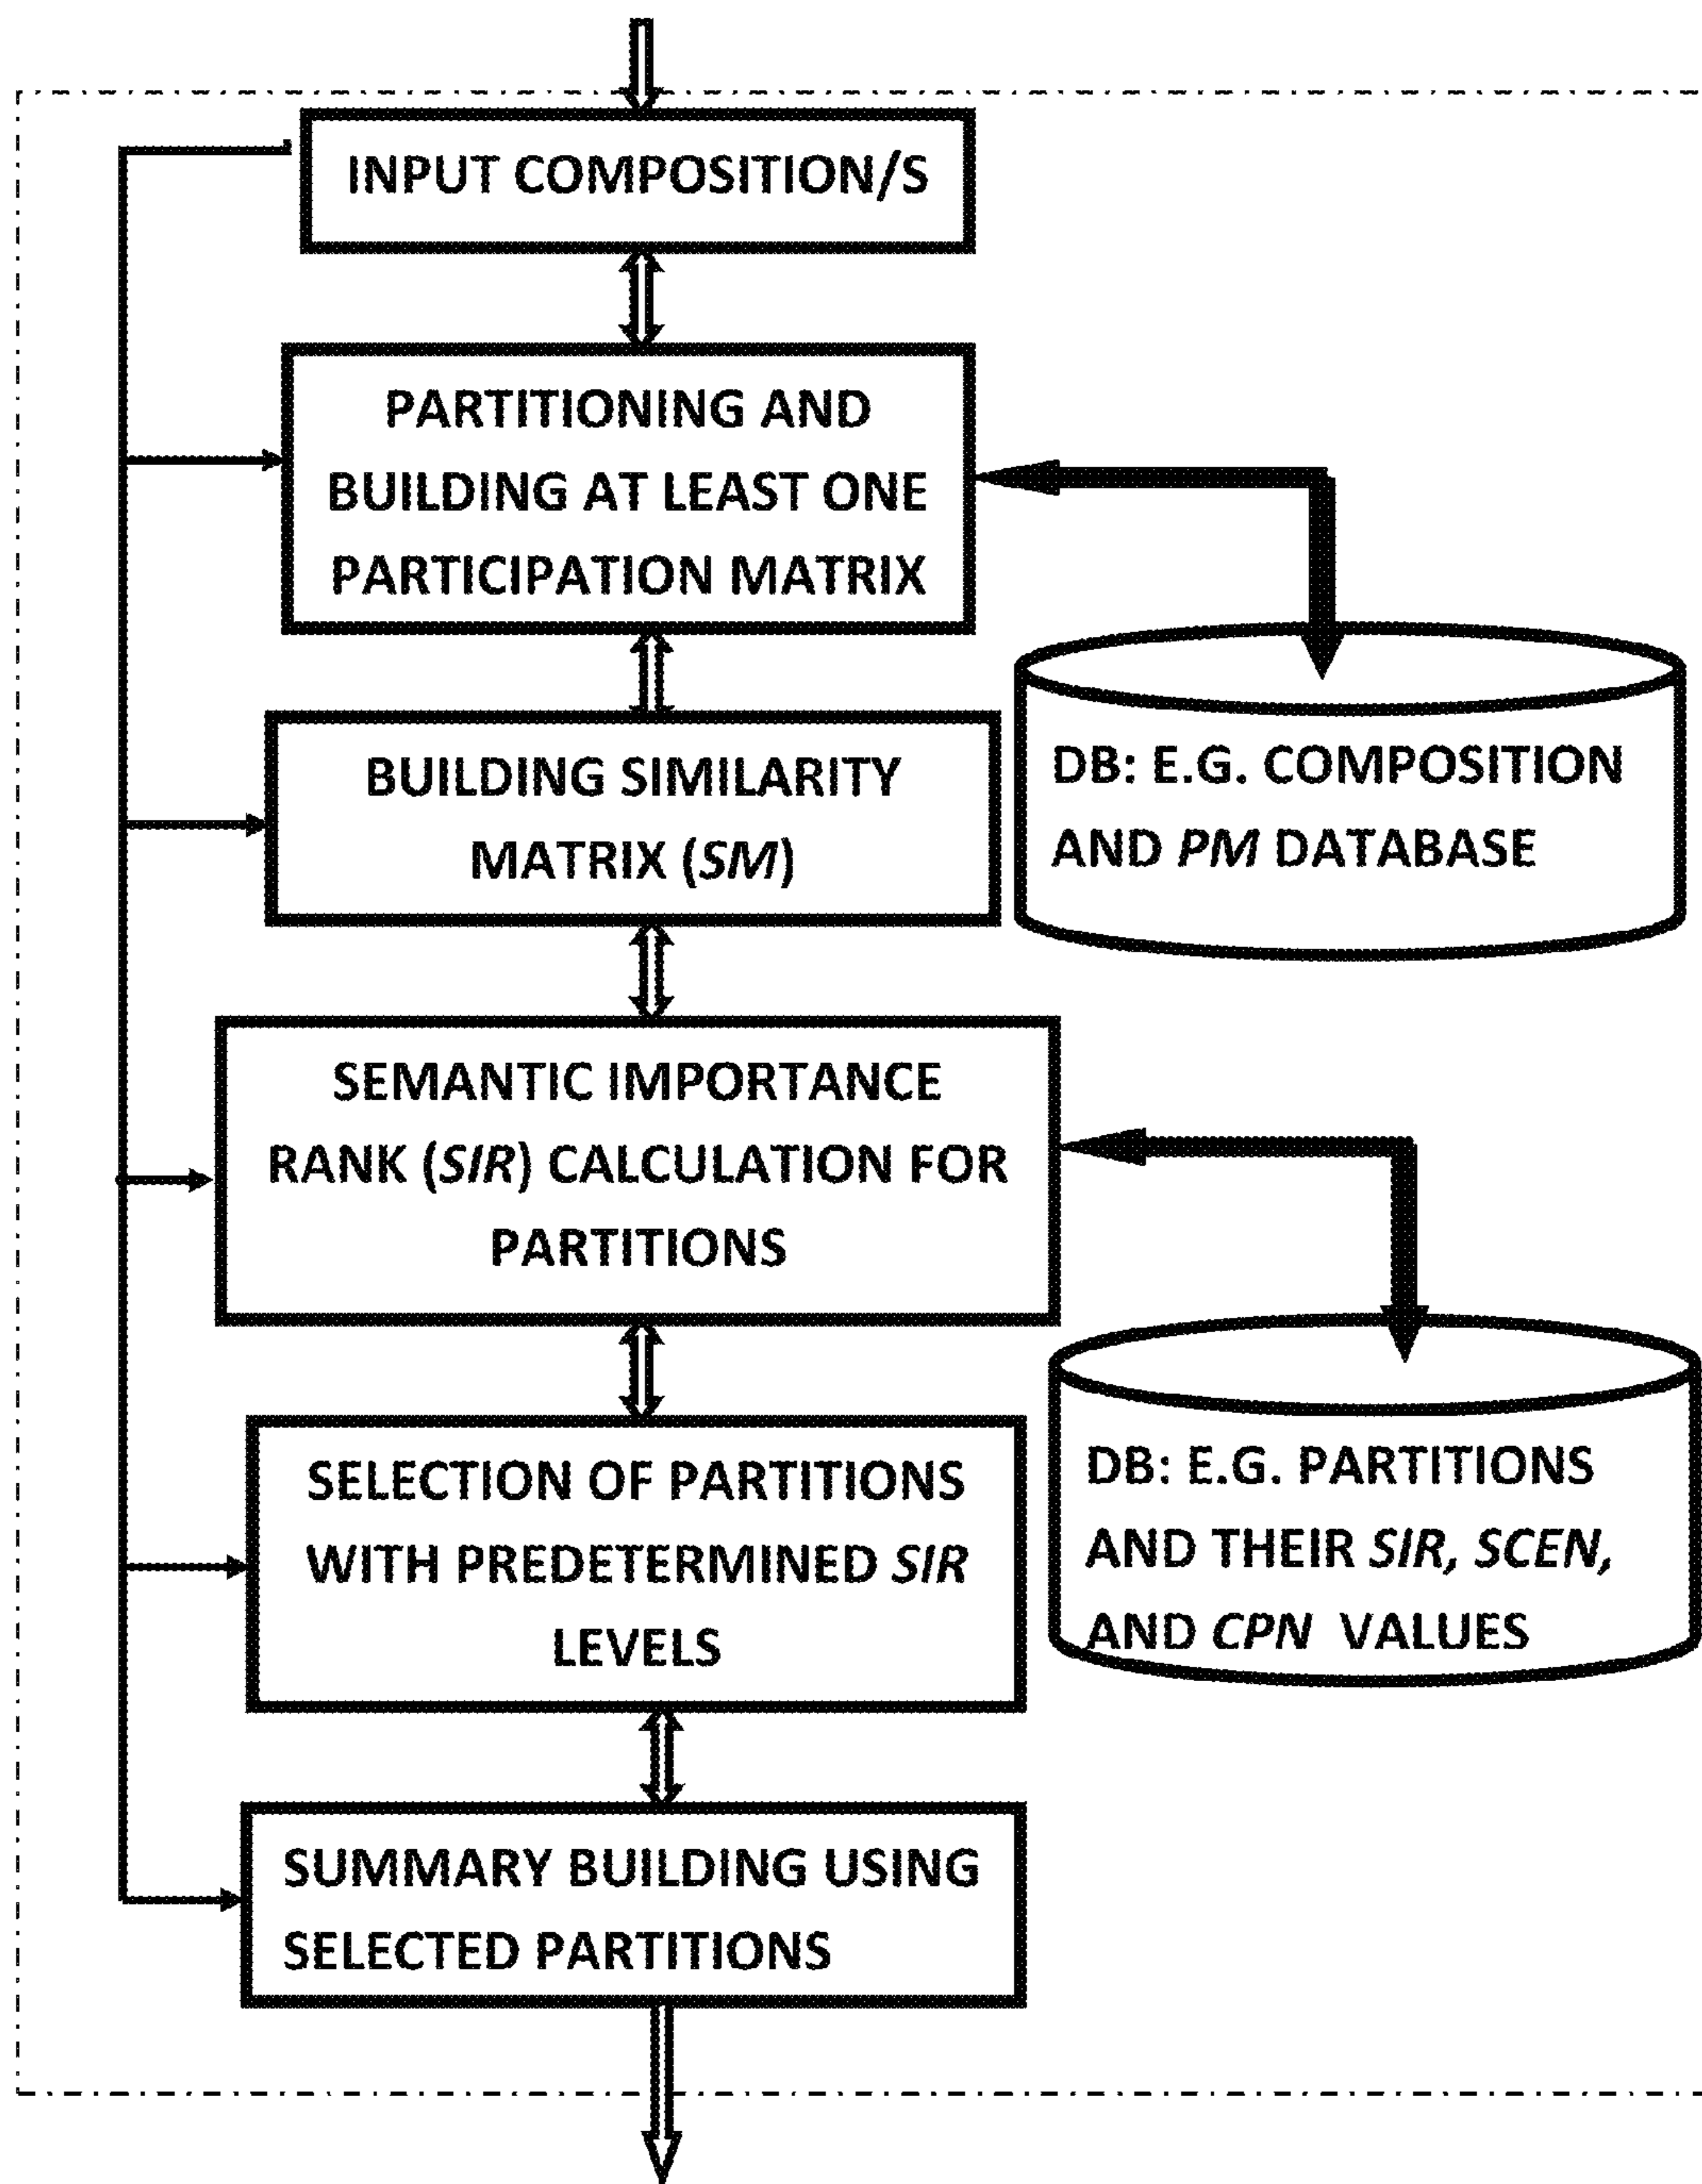 INPUT COMPOSITION/S
PARTITIONING AND
BUILDING AT LEAST ONE
PARTICIPATION MATRIX
BUILDING SIMILARITY
MATRIX (SM)
DB: E.G. COMPOSITION
AND PM DATABASE
SEMANTIC IMPORTANCE
RANK (SIR) CALCULATION FOR
PARTITIONS
SELECTION OF PARTITIONS
WITH PREDETERMINED SIR
LEVELS
DB: E.G. PARTITIONS
AND THEIR SIR, SCEN,
AND CPN VALUES
SUMMARY BUILDING USING
SELECTED PARTITIONS